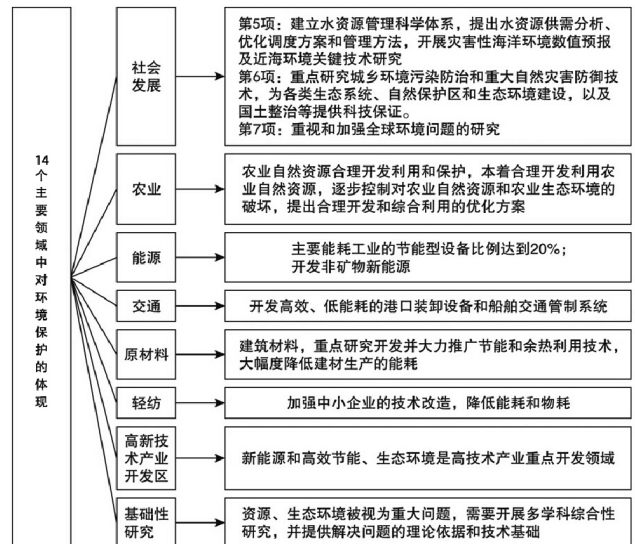 14个主要领域中对环境保护的体现
社会
发展
第5项：建立水资源管理科学体系，提出水资源供需分析、
优化调度方案和管理方法，开展灾害性海洋环境数值预报
及近海环境关键技术研究
第6项：重点研究城乡环境污染防治和重大自然灾害防御技
术，为各类生态系统、自然保护区和生态环境建设，以及
国土整治等提供科技保证。
第7项：重视和加强全球环境问题的研究
农业
农业自然资源合理开发利用和保护，本着合理开发利用农
业自然资源，逐步控制对农业自然资源和农业生态环境的
破坏，提出合理开发和综合利用的优化方案
能源
主要能耗工业的节能型设备比例达到20%；
开发非矿物新能源
交通
开发高效、低能耗的港口装卸设备和船舶交通管制系统
原材料
建筑材料，重点研究开发并大力推广节能和余热利用技术，
大幅度降低建材生产的能耗
轻纺
加强中小企业的技术改造，降低能耗和物耗
高新技
术产业
开发区
新能源和高效节能、生态环境是高技术产业重点开发领域
基础性
研究
资源、生态环境被视为重大问题，需要开展多学科综合性
研究，并提供解决问题的理论依据和技术基础